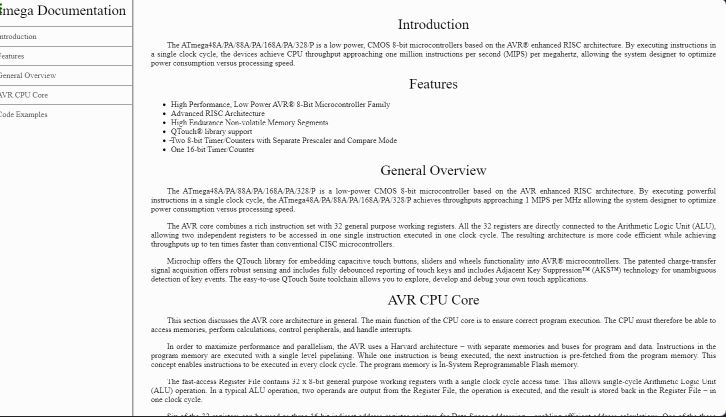 mega Documentation
Introduction
Features
General Overview
AVR CPU Core
Code Examples
Introduction
The ATmega48A/PA/88A/PA/168A/PA/328/P is a low power, CMOS 8-bit microcontrollers based on the AVR® enhanced RISC architecture. By executing instructions in
a single clock cycle, the devices achieve CPU throughput approaching one million instructions per second (MIPS) per megahertz, allowing the system designer to optimize
power consumption versus processing speed.
Features
• High Performance, Low Power AVR® 8-Bit Microcontroller Family
• Advanced RISC Architecture
• High Endurance Non-volatile Memory Segments
• QTouch® library support
• Two 8-bit Timer/Counters with Separate Prescaler and Compare Mode
• One 16-bit Timer/Counter
General Overview
The ATmega48A/PA/88A/PA/168A/PA/328/P is a low-power CMOS 8-bit microcontroller based on the AVR enhanced RISC architecture. By executing powerful
instructions in a single clock cycle, the ATmega48A/PA/88A/PA/168A/PA/328/P achieves throughputs approaching 1 MIPS per MHz allowing the system designer to optimize
power consumption versus processing speed.
The AVR core combines a rich instruction set with 32 general purpose working registers. All the 32 registers are directly connected to the Arithmetic Logic Unit (ALU),
allowing two independent registers to be accessed in one single instruction executed in one clock cycle. The resulting architecture is more code efficient while achieving
throughputs up to ten times faster than conventional CISC microcontrollers.
Microchip offers the QTouch library for embedding capacitive touch buttons, sliders and wheels functionality into AVR® microcontrollers. The patented charge-transfer
signal acquisition offers robust sensing and includes fully debounced reporting of touch keys and includes Adjacent Key Suppression™ (AKS™) technology for unambiguous
detection of key events. The easy-to-use QTouch Suite toolchain allows you to explore, develop and debug your own touch applications.
AVR CPU Core
This section discusses the AVR core architecture in general. The main function of the CPU core is to ensure correct program execution. The CPU must therefore be able to
access memories, perform calculations, control peripherals, and handle interrupts.
In order to maximize performance and parallelism, the AVR uses a Harvard architecture – with separate memories and buses for program and data. Instructions in the
program memory are executed with a single level pipelining. While one instruction is being executed, the next instruction is pre-fetched from the program memory. This
concept enables instructions to be executed in every clock cycle. The program memory is In-System Reprogrammable Flash memory.
The fast-access Register File contains 32 x 8-bit general purpose working registers with a single clock cycle access time. This allows single-cycle Arithmetic Logic Unit
(ALU) operation. In a typical ALU operation, two operands are output from the Register File, the operation is executed, and the result is stored back in the Register File – in
one clock cycle.